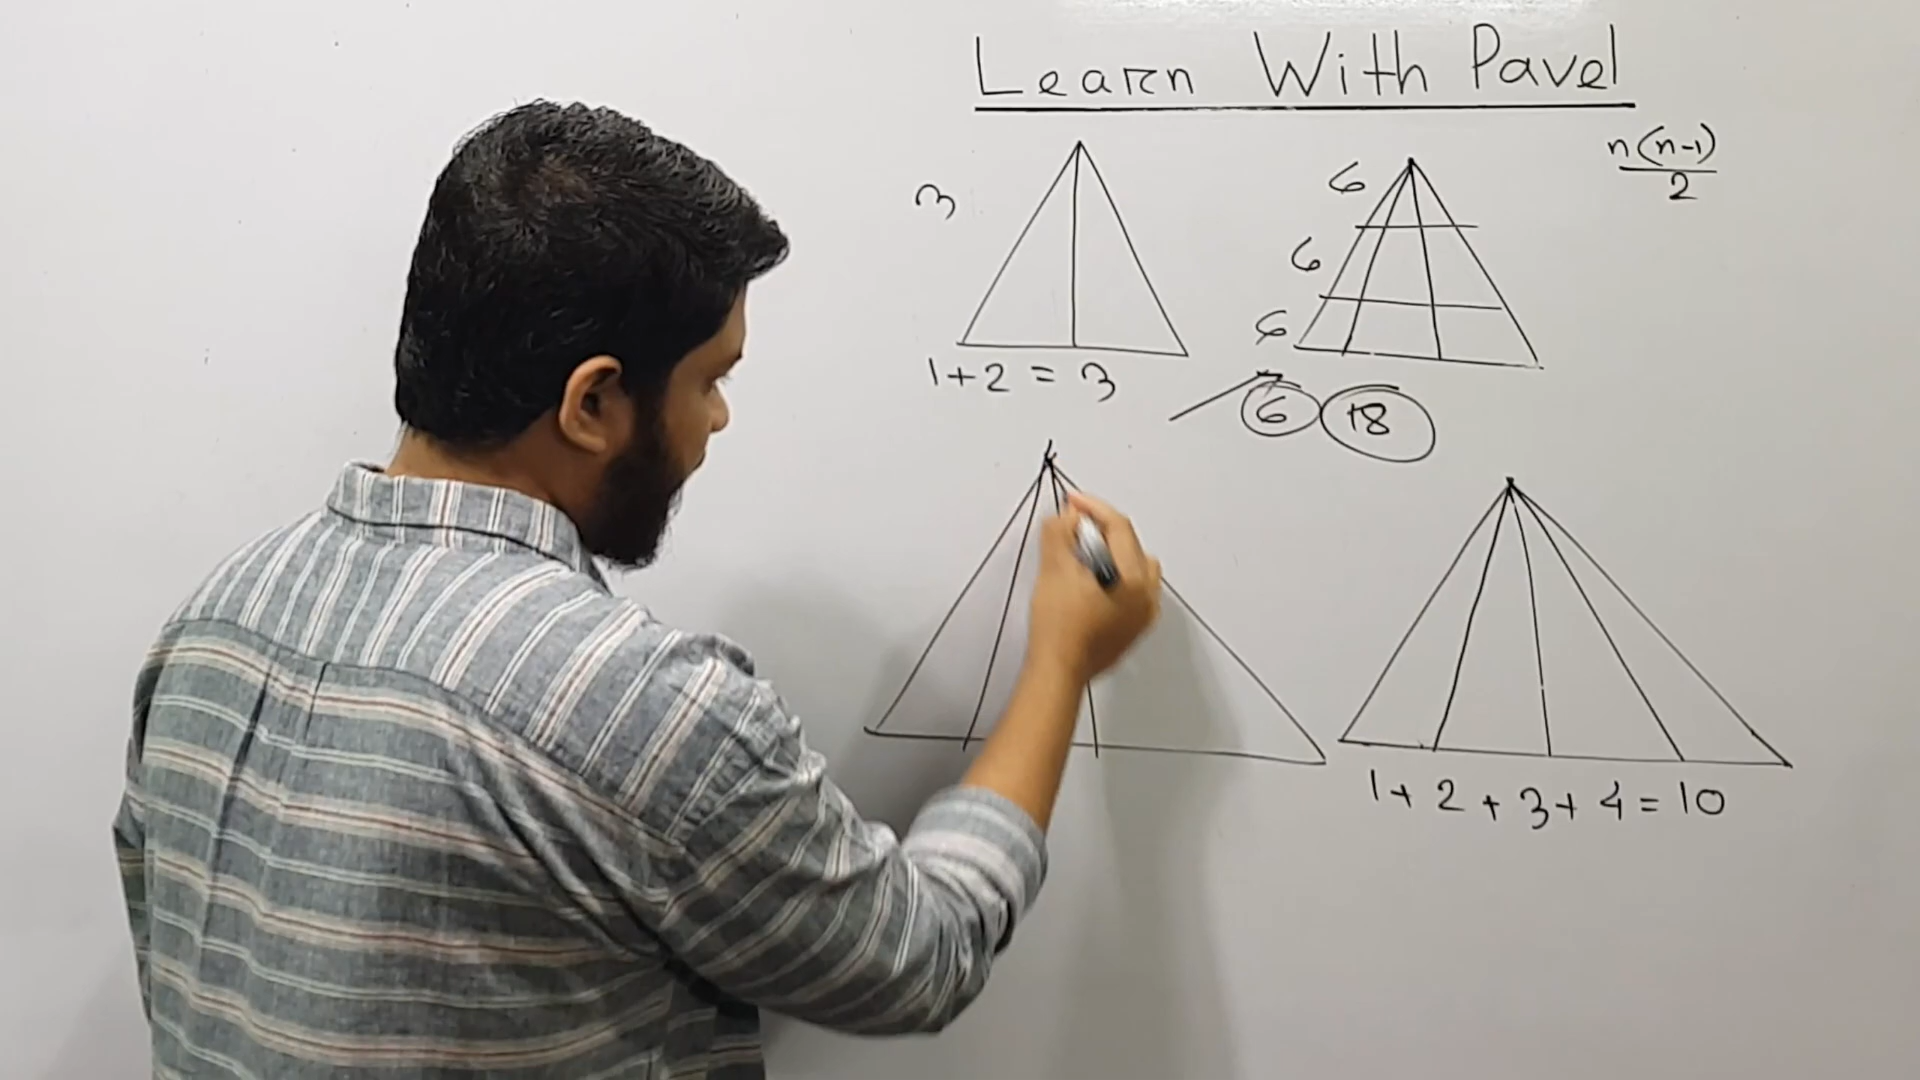 Learn With Pavel
n(n-1)
2
3
6
6
6
1+2 = 3
6 18
1+ 2 + 3+ 4 = 10